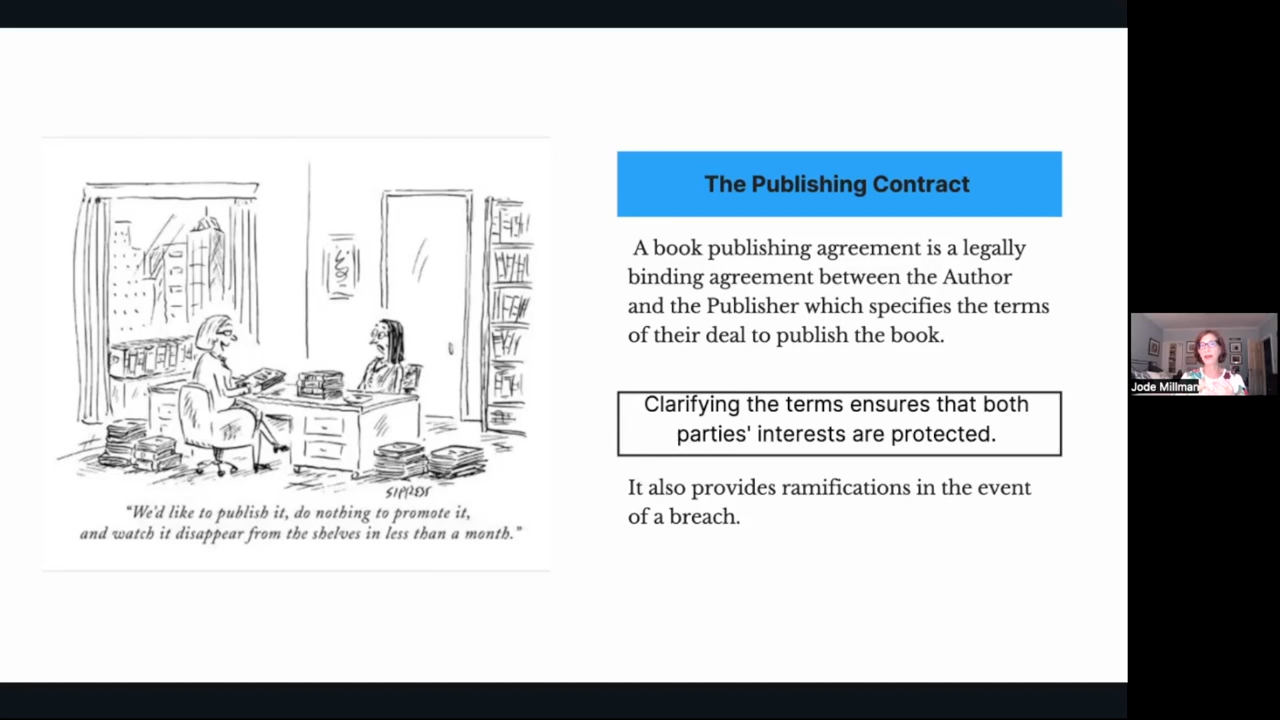 SIPRESS
"We'd like to publish it, do nothing to promote it,
and watch it disappear from the shelves in less than a month."
The Publishing Contract
A book publishing agreement is a legally
binding agreement between the Author
and the Publisher which specifies the terms
of their deal to publish the book.
Clarifying the terms ensures that both
parties' interests are protected.
It also provides ramifications in the event
of a breach.
Jode Millman